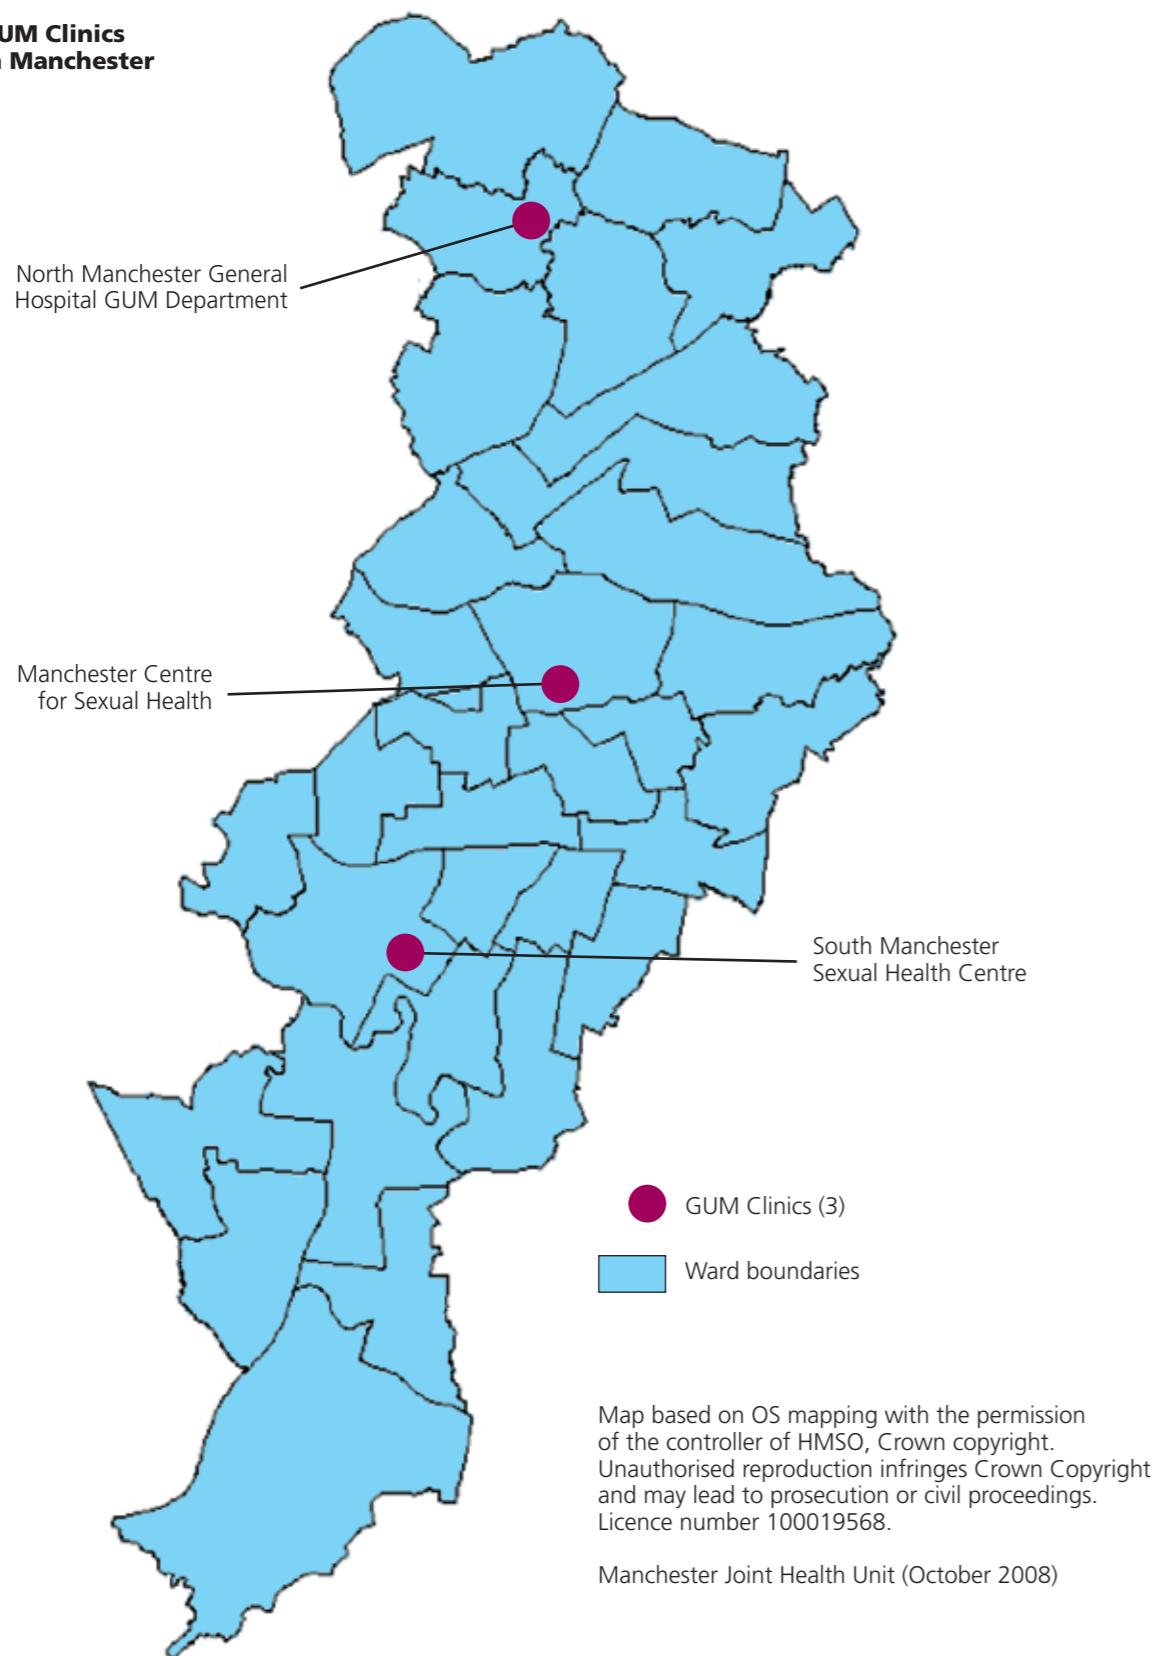 UM Clinics
Manchester
North Manchester General
Hospital GUM Department
Manchester Centre
for Sexual Health
South Manchester
Sexual Health Centre
GUM Clinics (3)
Ward boundaries
Map based on OS mapping with the permission
of the controller of HMSO, Crown copyright.
Unauthorised reproduction infringes Crown Copyright
and may lead to prosecution or civil proceedings.
Licence number 100019568.
Manchester Joint Health Unit (October 2008)